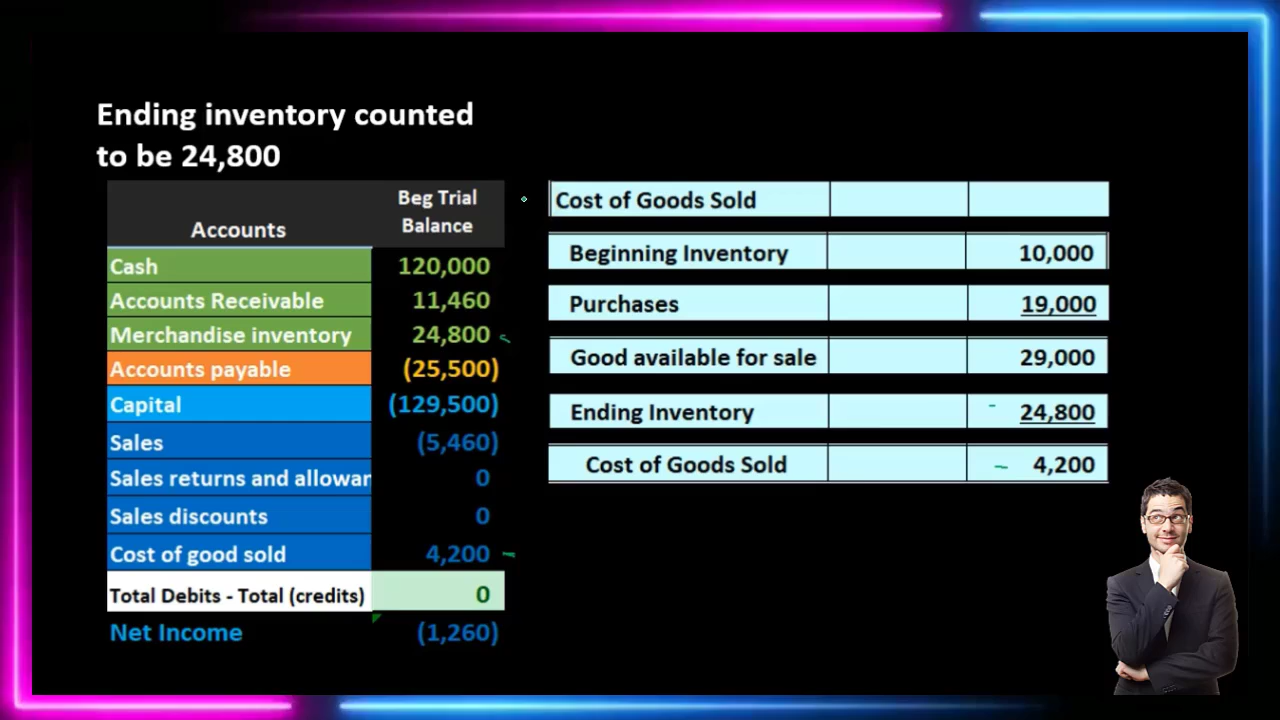 Ending inventory counted
to be 24,800
Accounts Beg Trial Balance
Cash 120,000
Accounts Receivable 11,460
Merchandise inventory 24,800
Accounts payable (25,500)
Capital (129,500)
Sales (5,460)
Sales returns and allowan 0
Sales discounts 0
Cost of good sold 4,200
Total Debits - Total (credits) 0
Net Income (1,260)
Cost of Goods Sold
Beginning Inventory 10,000
Purchases 19,000
Good available for sale 29,000
Ending Inventory 24,800
Cost of Goods Sold 4,200